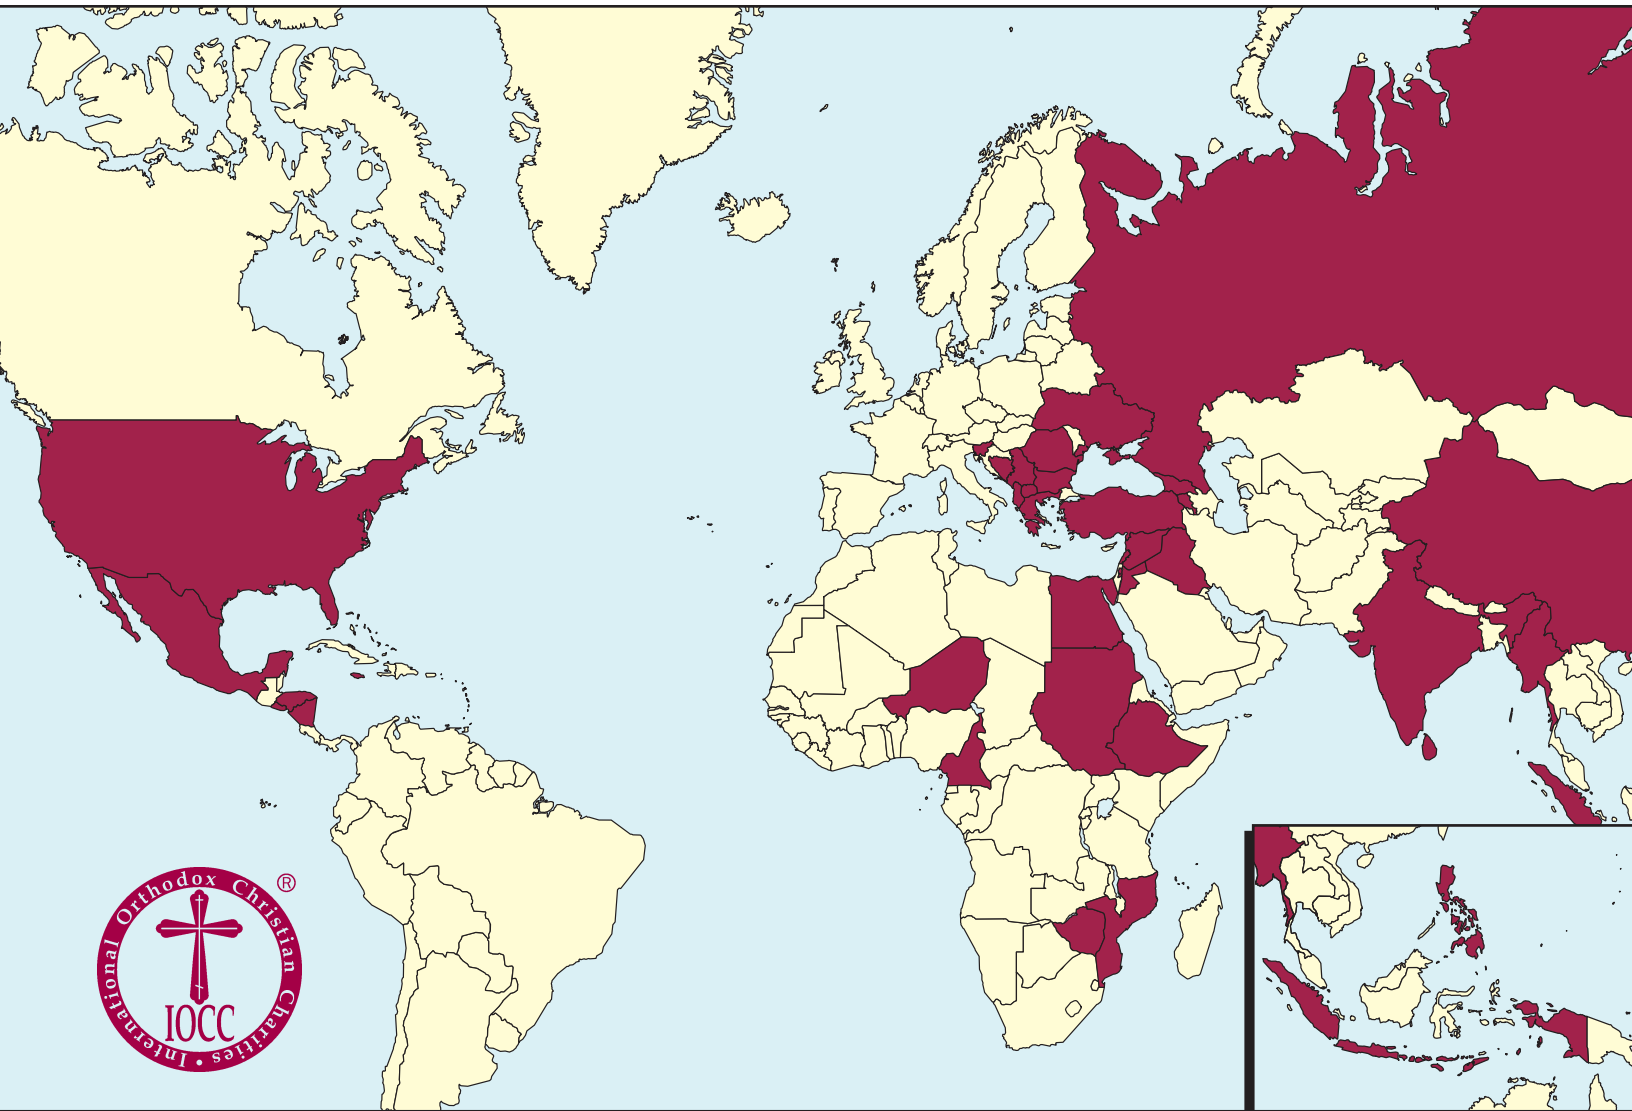 International Orthodox Christian Charities •
IOCC
®